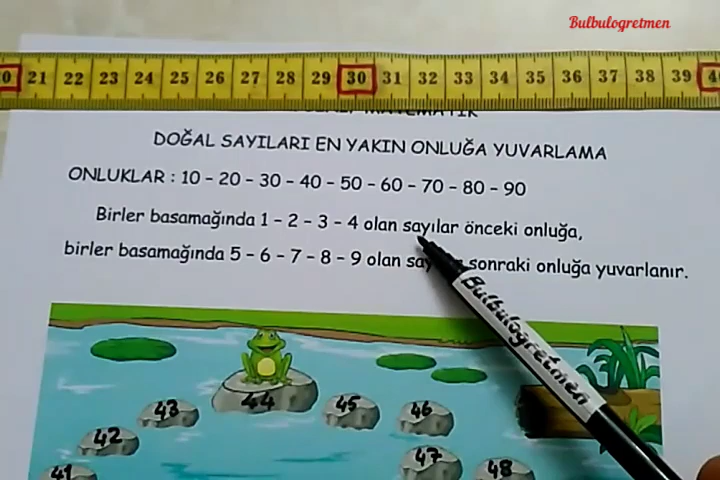 Bulbulogretmen
20 21 22 23 24 25 26 27 28 29 30 31 32 33 34 35 36 37 38 39
DOĞAL SAYILARI EN YAKIN ONLUĞA YUVARLAMA
ONLUKLAR : 10 - 20 - 30 - 40 - 50 - 60 - 70 - 80 - 90
Birler basamağında 1 - 2 - 3 - 4 olan sayılar önceki onluğa,
birler basamağında 5 - 6 - 7 - 8 - 9 olan sonraki onluğa yuvarlanır.
Bulbulogretmen
44
43 45 46
42 47
41 48